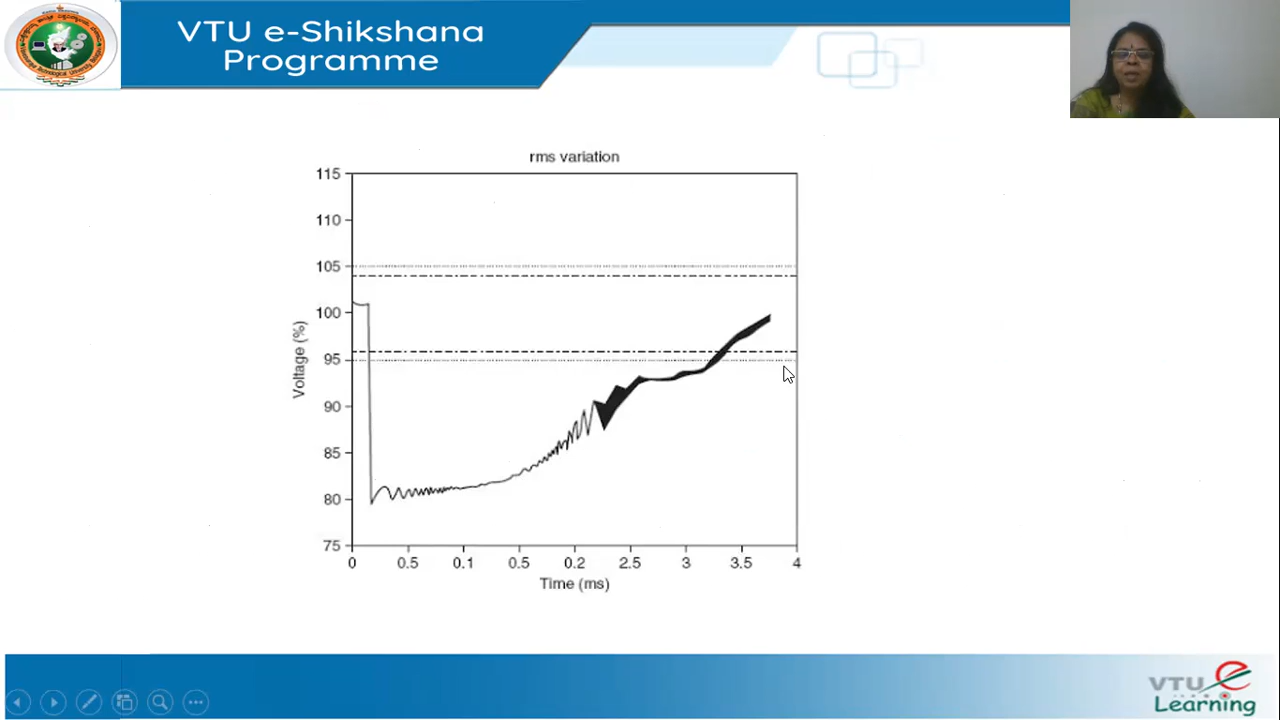 VTU e-Shikshana
Programme
rms variation
115
110
105
100
95
90
85
80
75
Voltage (%)
0 0.5 0.1 0.5 0.2 2.5 3 3.5 4
Time (ms)
VTU e
Learning